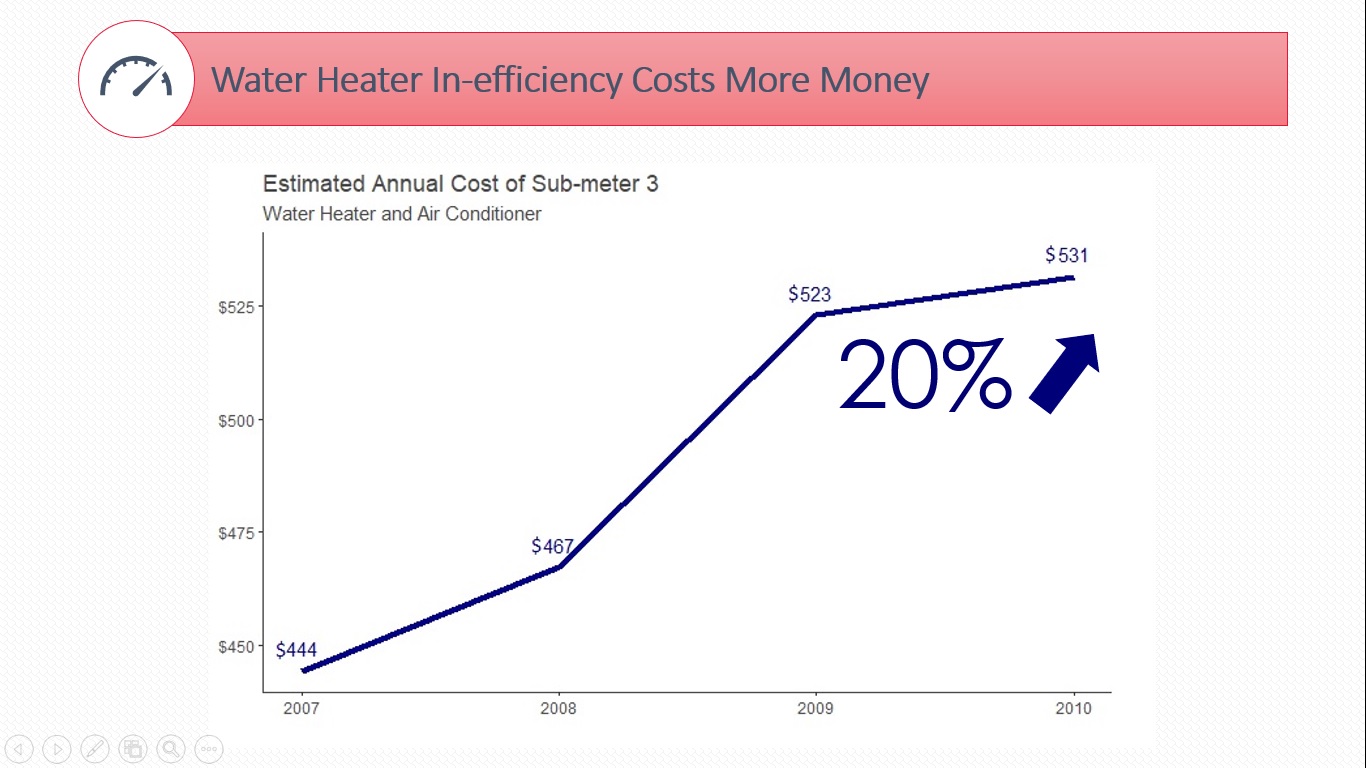 Water Heater In-efficiency Costs More Money
Estimated Annual Cost of Sub-meter 3
Water Heater and Air Conditioner
$531
$523
$525
20%
$500
$475
$467
$450
$444
2007 2008 2009 2010